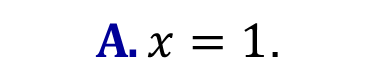 A. x = 1.